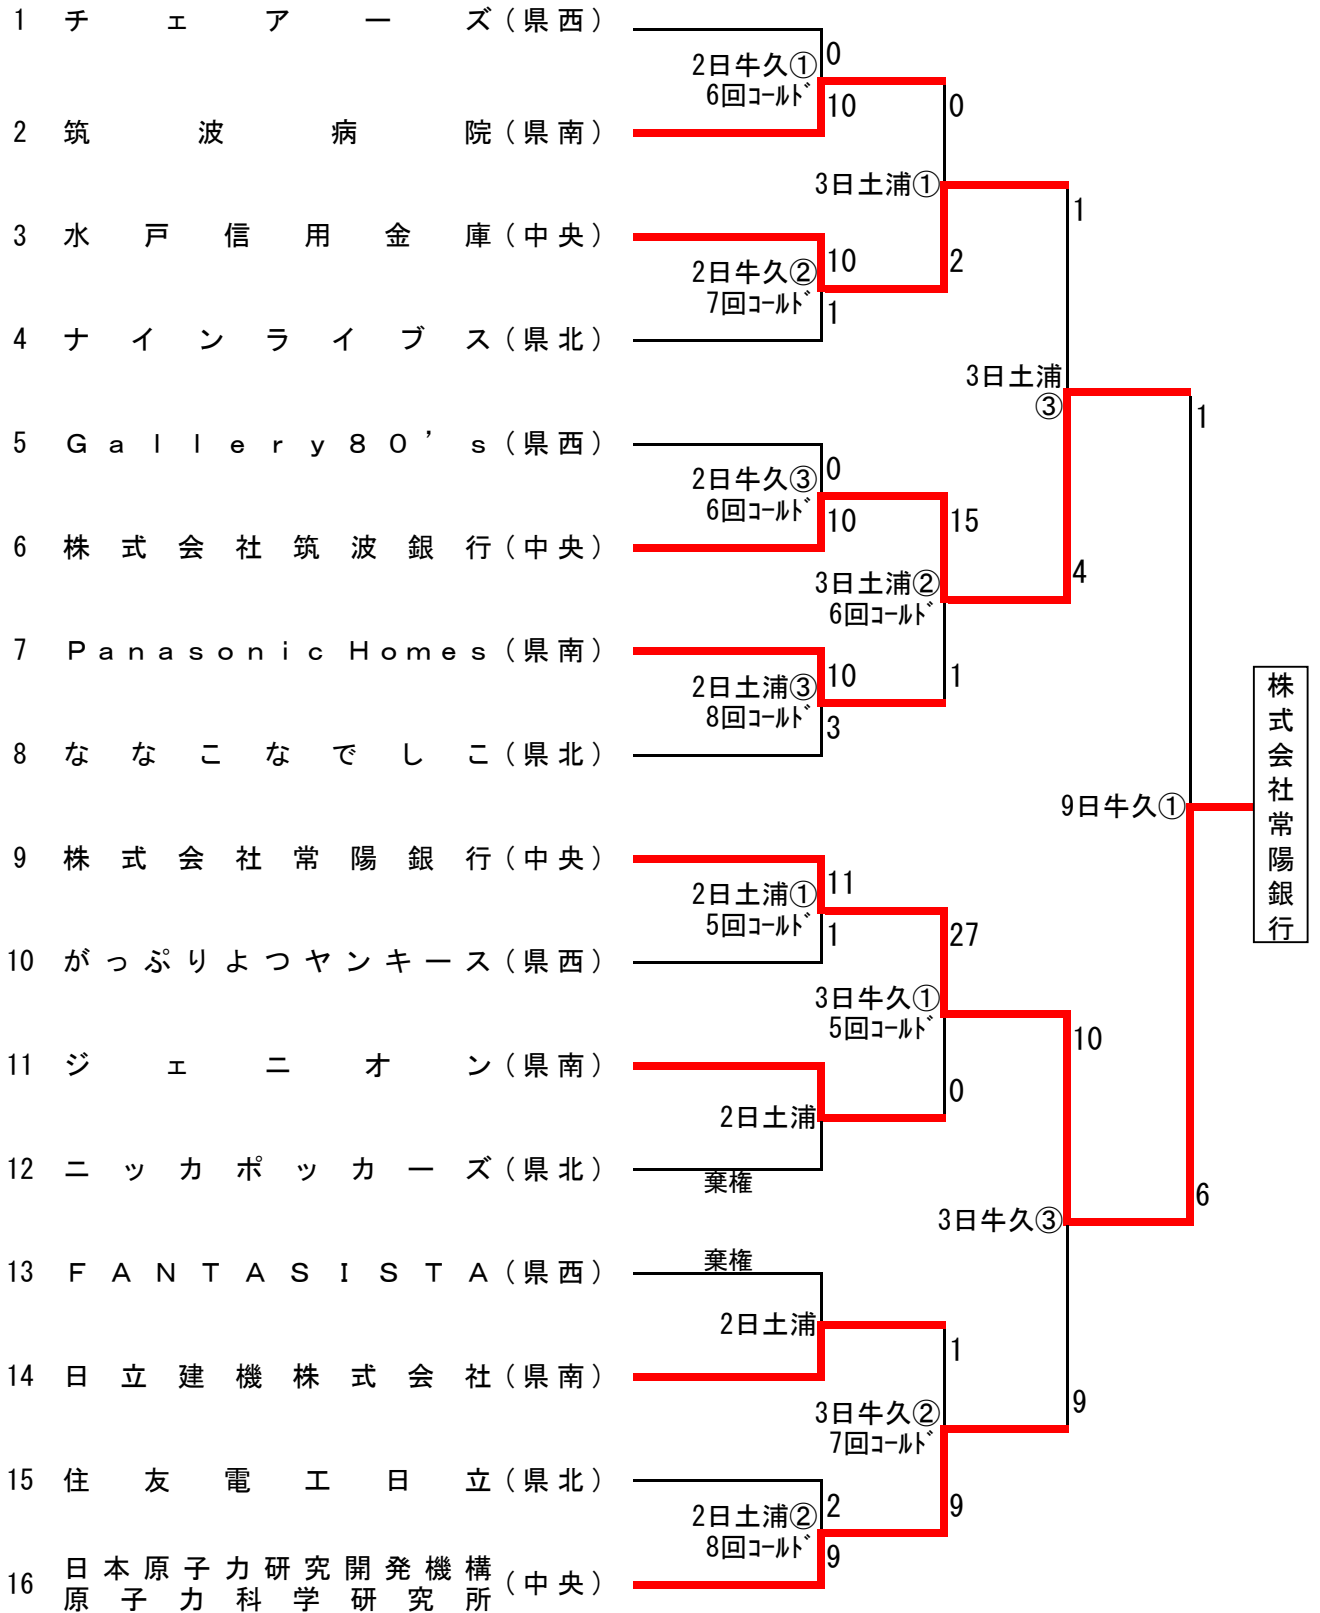 1 チェアーズ(県西)
0
2日牛久①
6回ｺｰﾙﾄﾞ
10
0
2 筑波病院(県南)
3日土浦①
1
3 水戸信用金庫(中央)
10
2
2日牛久②
7回ｺｰﾙﾄﾞ
1
4 ナインライブス(県北)
3日土浦
③
1
5 Gallery80's(県西)
0
2日牛久③
6回ｺｰﾙﾄﾞ
10
15
6 株式会社筑波銀行(中央)
3日土浦②
6回ｺｰﾙﾄﾞ
4
7 Panasonic Homes(県南)
10
1
2日土浦③
8回ｺｰﾙﾄﾞ
3
8 ななこなでしこ(県北)
9日牛久①
株式会社常陽銀行
9 株式会社常陽銀行(中央)
11
2日土浦①
5回ｺｰﾙﾄﾞ
1
27
10 がっぷりよつヤンキース(県西)
3日牛久①
5回ｺｰﾙﾄﾞ
10
11 ジェニオン(県南)
0
2日土浦
12 ニッカポッカーズ(県北)
棄権
6
3日牛久③
棄権
13 FANTASISTA(県西)
2日土浦
1
14 日立建機株式会社(県南)
9
3日牛久②
7回ｺｰﾙﾄﾞ
15 住友電工日立(県北)
2
9
2日土浦②
8回ｺｰﾙﾄﾞ
9
16 日本原子力研究開発機構
原子力科学研究所(中央)